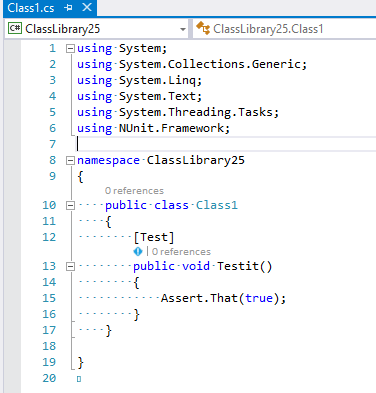 Class1.cs
ClassLibrary25 ClassLibrary25.Class1
1 using System;
2 using System.Collections.Generic;
3 using System.Linq;
4 using System.Text;
5 using System.Threading.Tasks;
6 using NUnit.Framework;
7
8 namespace ClassLibrary25
9 {
0 references
10 public class Class1
11 {
12 [Test]
0 references
13 public void Testit()
14 {
15 Assert.That(true);
16 }
17 }
18
19 }
20